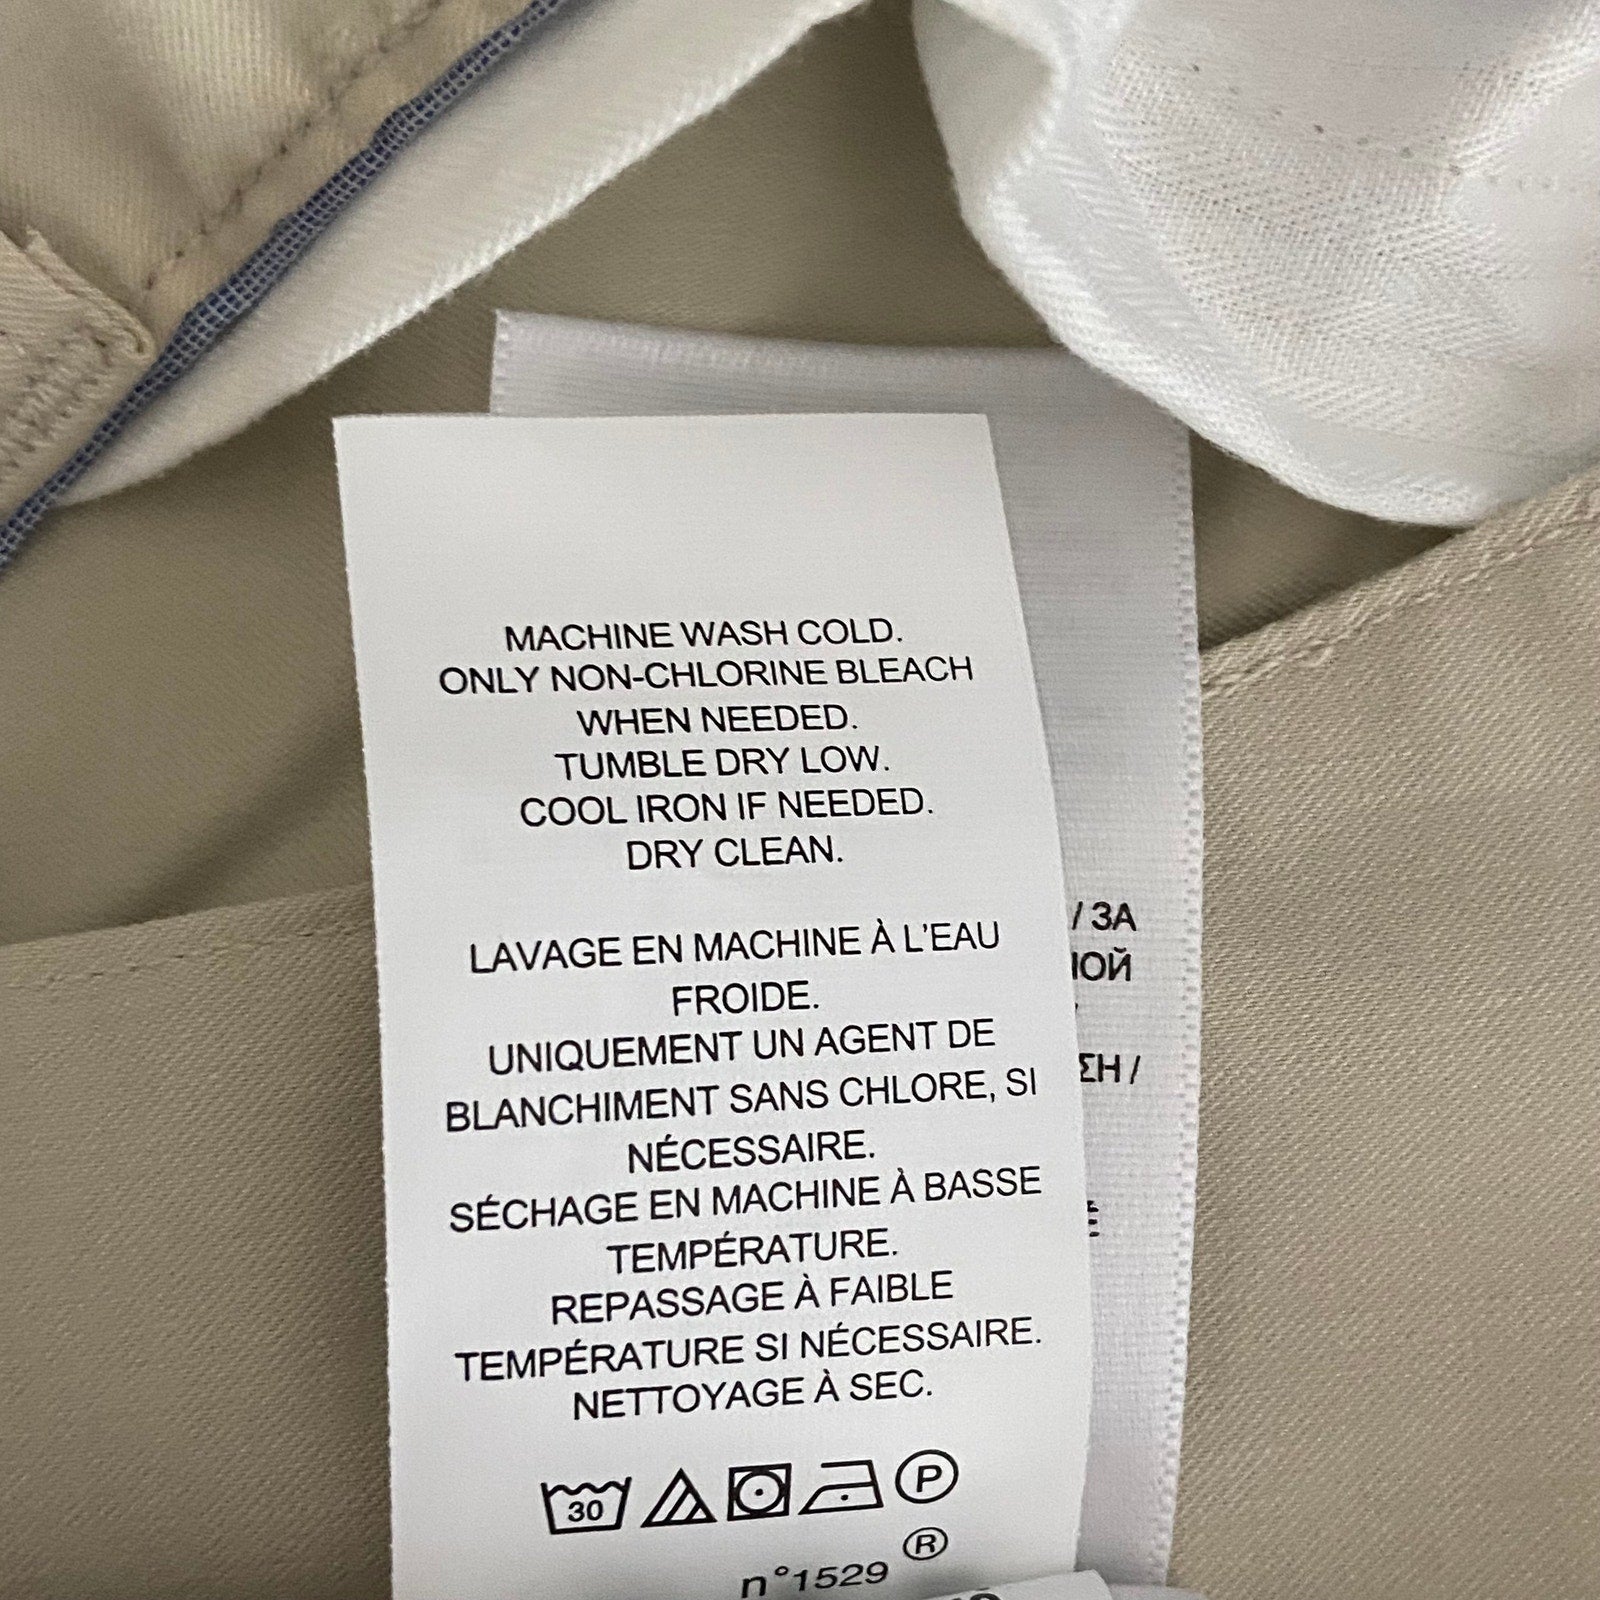 MACHINE WASH COLD.
ONLY NON-CHLORINE BLEACH
WHEN NEEDED.
TUMBLE DRY LOW.
COOL IRON IF NEEDED.
DRY CLEAN.
LAVAGE EN MACHINE À L'EAU
FROIDE.
UNIQUEMENT UN AGENT DE
BLANCHIMENT SANS CHLORE, SI
NÉCESSAIRE.
SÉCHAGE EN MACHINE À BASSE
TEMPÉRATURE.
REPASSAGE À FAIBLE
TEMPÉRATURE SI NÉCESSAIRE.
NETTOYAGE À SEC.
30 P
®
n°1529
/ ЗА